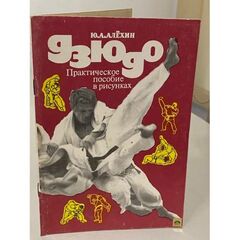 Ю.А.АЛЁХИН
ДЗЮДО
Практическое
пособие
в рисунках